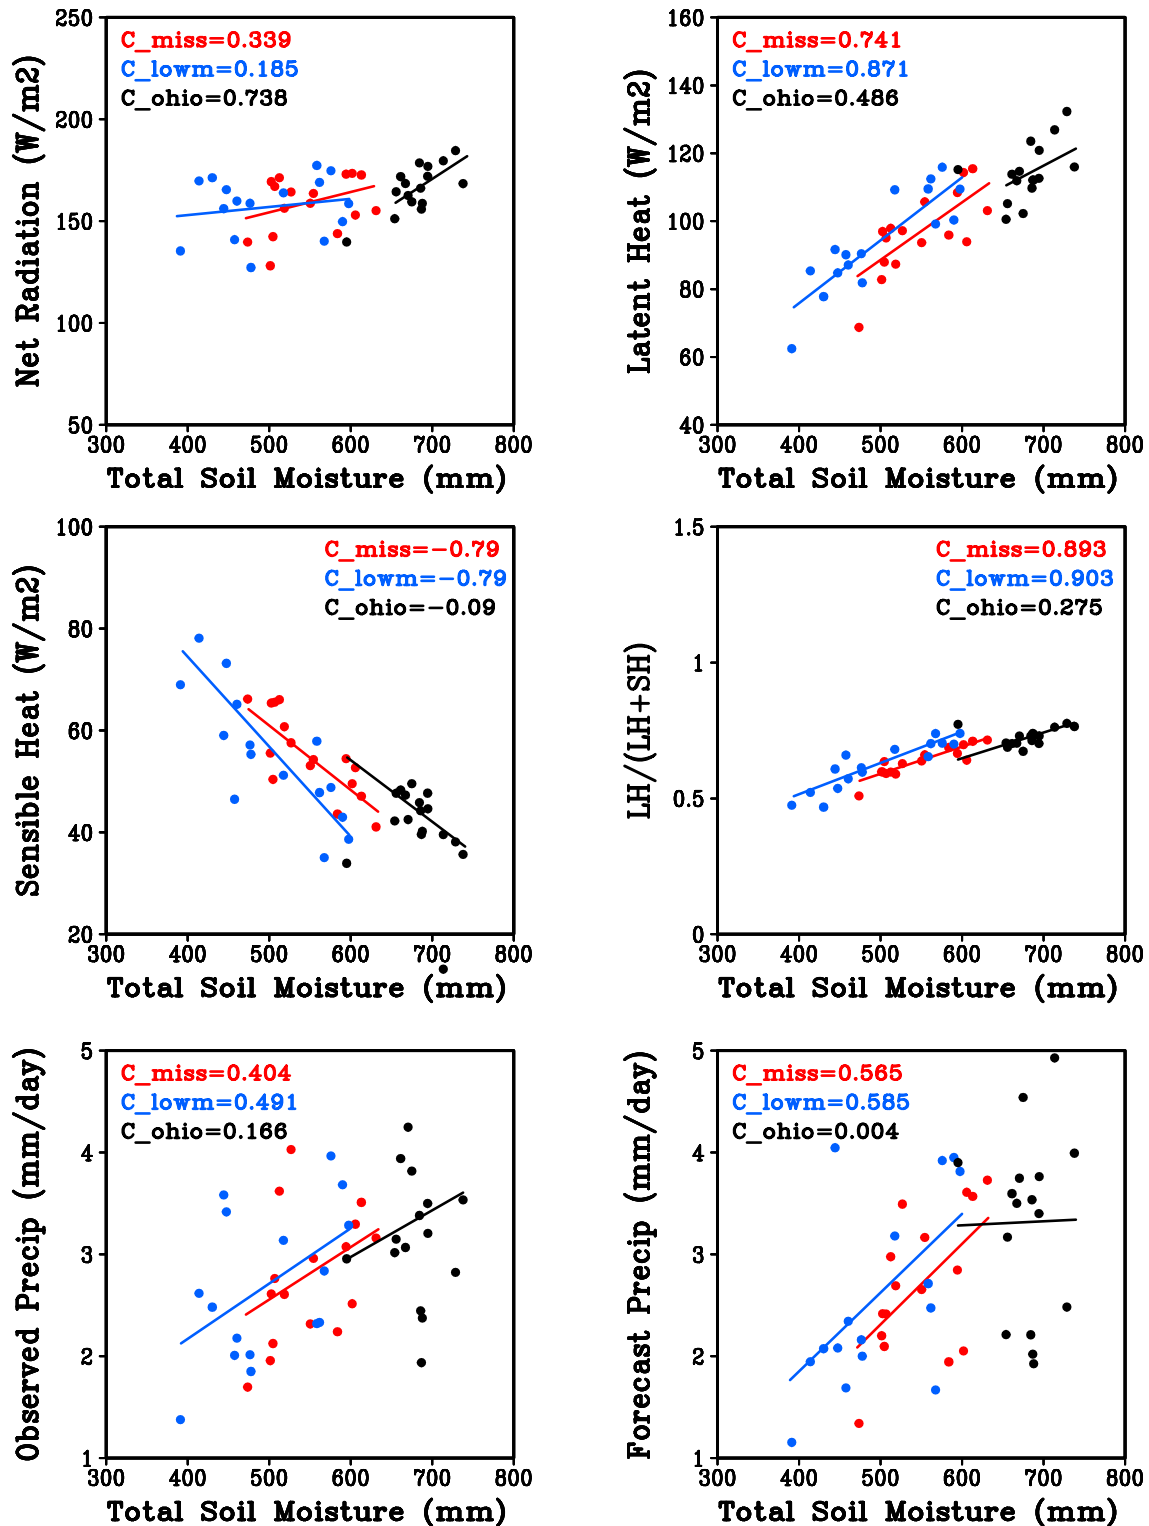 250
200
150
100
50
Net Radiation (W/m2)
C_miss=0.339
C_lowm=0.185
C_ohio=0.738
300 400 500 600 700 800
Total Soil Moisture (mm)
160
140
120
100
80
60
40
Latent Heat (W/m2)
C_miss=0.741
C_lowm=0.871
C_ohio=0.486
300 400 500 600 700 800
Total Soil Moisture (mm)
100
80
60
40
20
Sensible Heat (W/m2)
C_miss=−0.79
C_lowm=−0.79
C_ohio=−0.09
300 400 500 600 700 800
Total Soil Moisture (mm)
1.5
1
0.5
0
LH/(LH+SH)
C_miss=0.893
C_lowm=0.903
C_ohio=0.275
300 400 500 600 700 800
Total Soil Moisture (mm)
5
4
3
2
1
Observed Precip (mm/day)
C_miss=0.404
C_lowm=0.491
C_ohio=0.166
300 400 500 600 700 800
Total Soil Moisture (mm)
5
4
3
2
1
Forecast Precip (mm/day)
C_miss=0.565
C_lowm=0.585
C_ohio=0.004
300 400 500 600 700 800
Total Soil Moisture (mm)